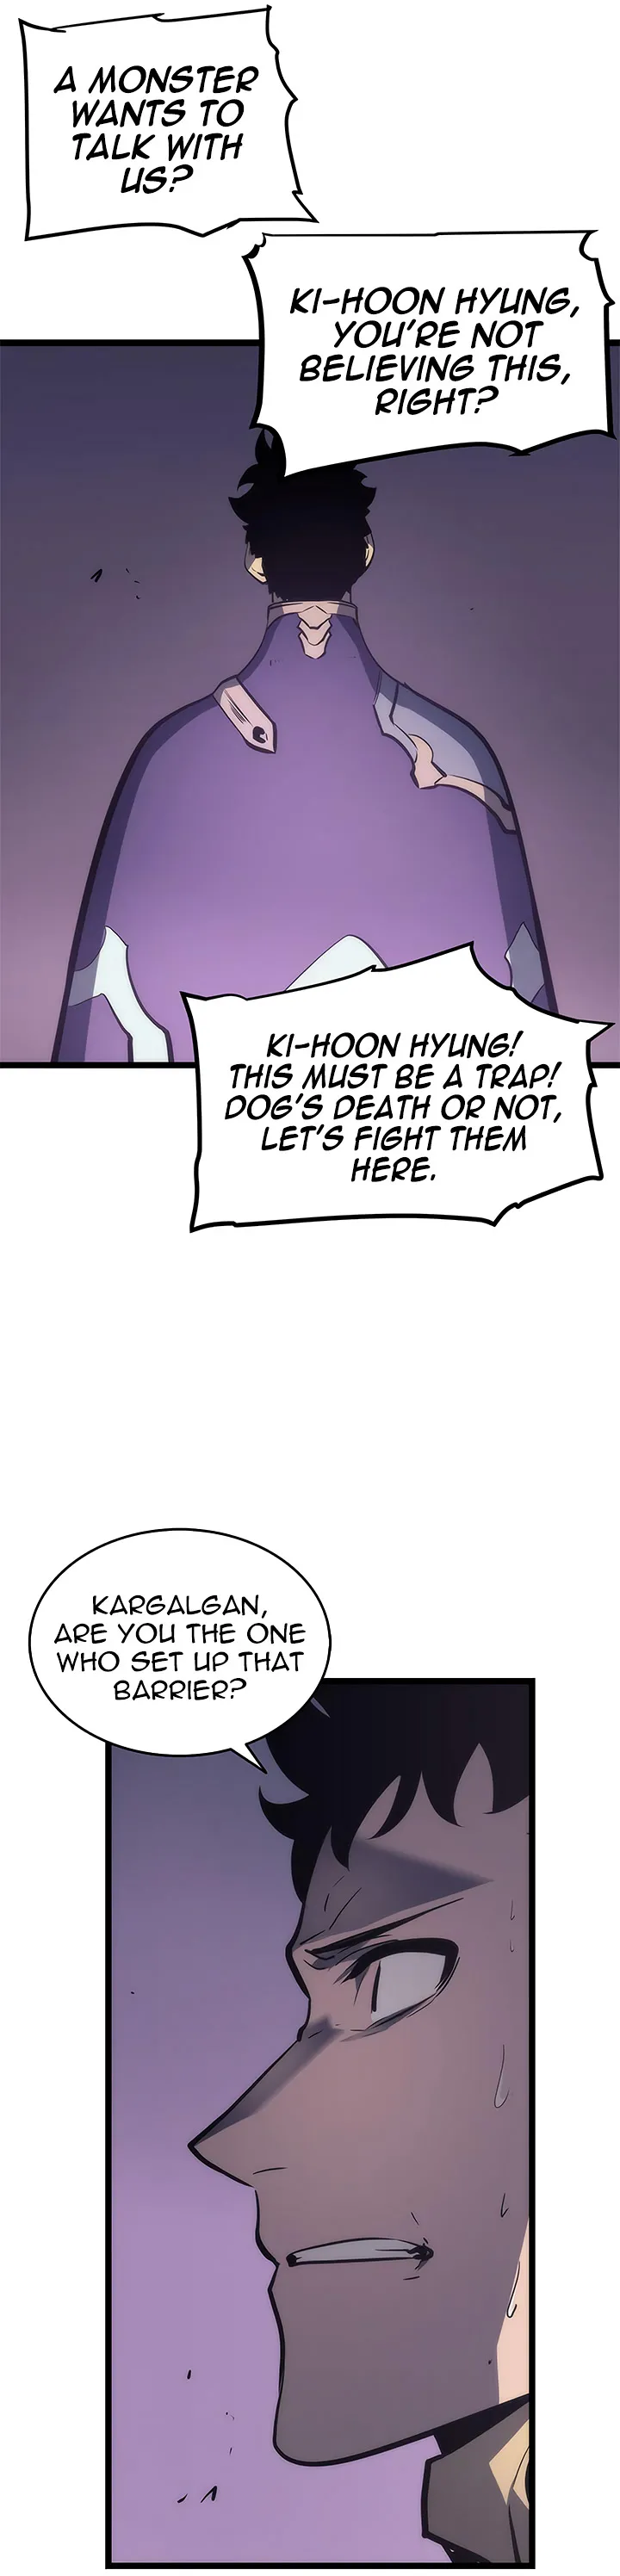 A MONSTER
WANTS TO
TALK WITH
US?
KI-HOON HYUNG,
YOU'RE NOT
BELIEVING THIS,
RIGHT?
KI-HOON HYUNG!
THIS MUST BE A TRAP!
DOG'S DEATH OR NOT,
LET'S FIGHT THEM
HERE.
KARGALGAN,
ARE YOU THE ONE
WHO SET UP THAT
BARRIER?